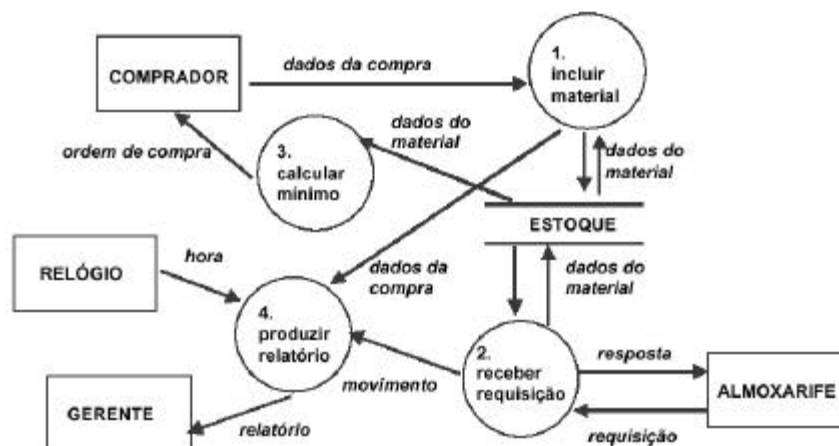 COMPRADOR
dados da compra
1.
incluir
material
ordem de compra
3.
calcular
mínimo
dados do
material
dados do
material
ESTOQUE
RELÓGIO
hora
dados da
compra
dados do
material
4.
produzir
relatório
movimento
2.
receber
requisição
resposta
ALMOXARIFE
requisição
GERENTE
relatório